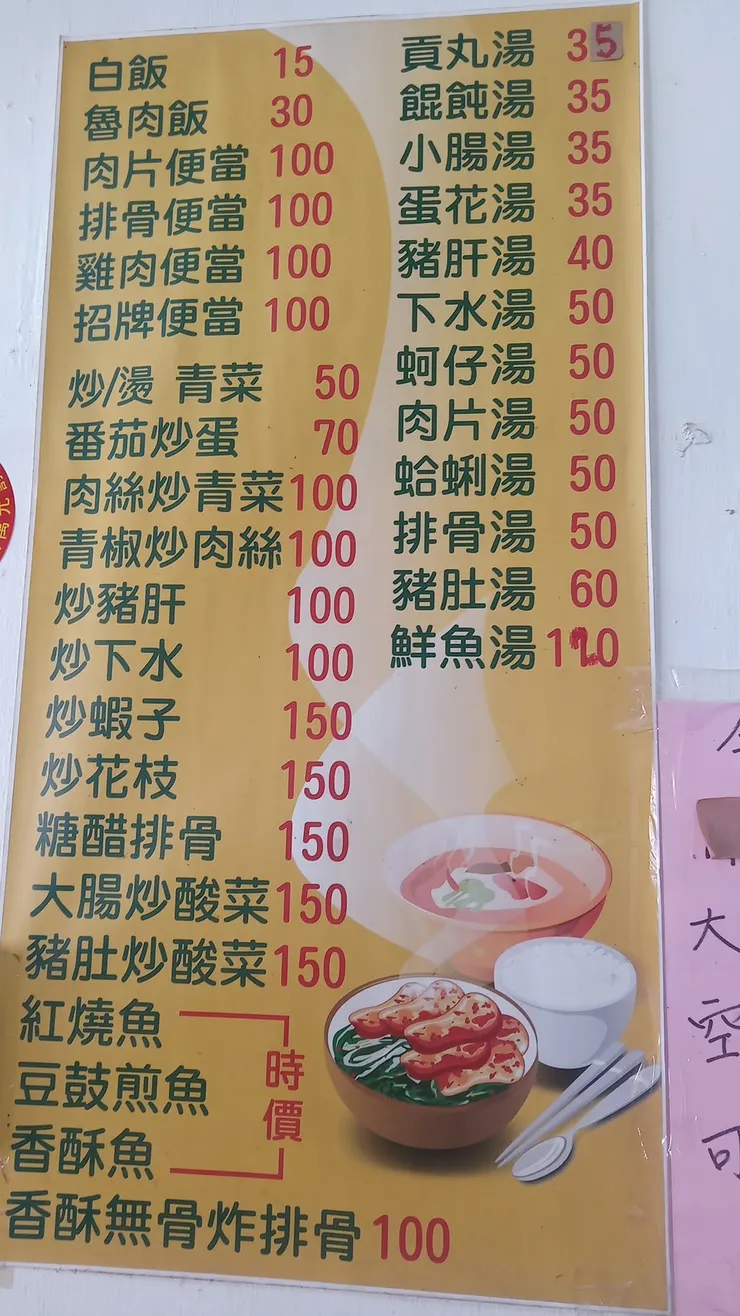 白飯 15
魯肉飯 30
肉片便當 100
排骨便當 100
雞肉便當 100
招牌便當 100
炒/燙 青菜 50
番茄炒蛋 70
肉絲炒青菜 100
青椒炒肉絲 100
炒豬肝 100
炒下水 100
炒蝦子 150
炒花枝 150
糖醋排骨 150
大腸炒酸菜 150
豬肚炒酸菜 150
紅燒魚
豆鼓煎魚
香酥魚
時價
香酥無骨炸排骨 100
貢丸湯 35
餛飩湯 35
小腸湯 35
蛋花湯 35
豬肝湯 40
下水湯 50
蚵仔湯 50
肉片湯 50
蛤蜊湯 50
排骨湯 50
豬肚湯 60
鮮魚湯
大
空
可